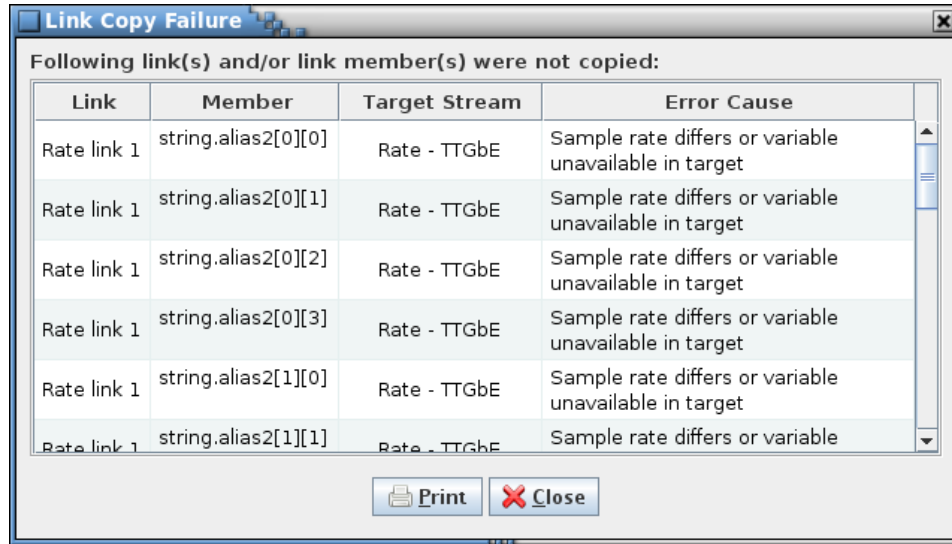 Link Copy Failure
Following link(s) and/or link member(s) were not copied:
Link Member Target Stream Error Cause
Rate link 1 string.alias2[0][0] Rate - TTGbE Sample rate differs or variable
unavailable in target
Rate link 1 string.alias2[0][1] Rate - TTGbE Sample rate differs or variable
unavailable in target
Rate link 1 string.alias2[0][2] Rate - TTGbE Sample rate differs or variable
unavailable in target
Rate link 1 string.alias2[0][3] Rate - TTGbE Sample rate differs or variable
unavailable in target
Rate link 1 string.alias2[1][0] Rate - TTGbE Sample rate differs or variable
unavailable in target
Rate link 1 string.alias2[1][1] Rate - TTGbE Sample rate differs or variable
Print Close